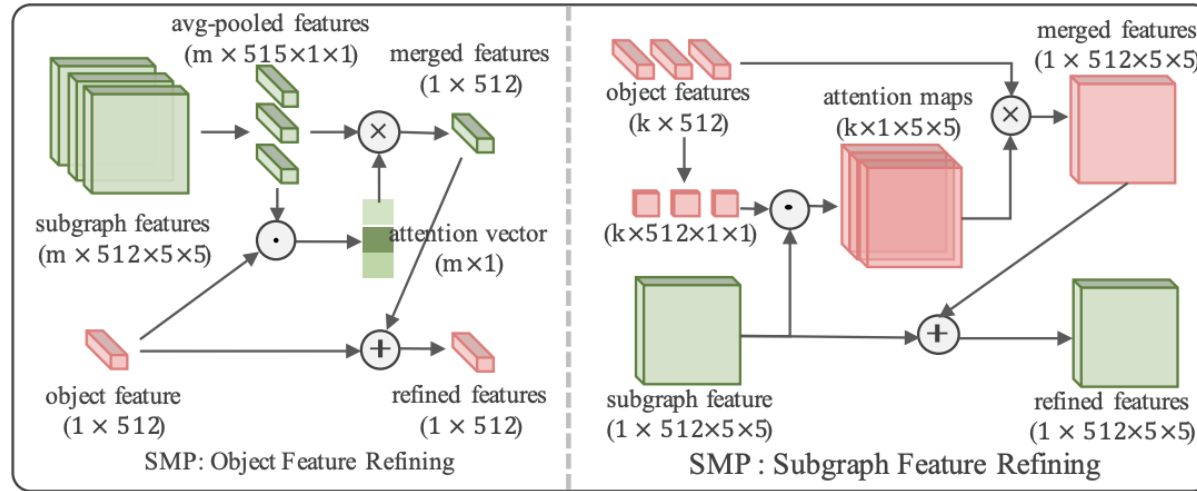 avg-pooled features
(m × 515×1×1)
merged features
(1 × 512)
subgraph features
(m × 512×5×5)
×
·
attention vector
(m×1)
+
object feature
(1 × 512)
refined features
(1 × 512)
SMP: Object Feature Refining
object features
(k × 512)
attention maps
(k×1×5×5)
merged features
(1 × 512×5×5)
×
(k×512×1×1)
·
+
subgraph feature
(1 × 512×5×5)
refined features
(1 × 512×5×5)
SMP : Subgraph Feature Refining